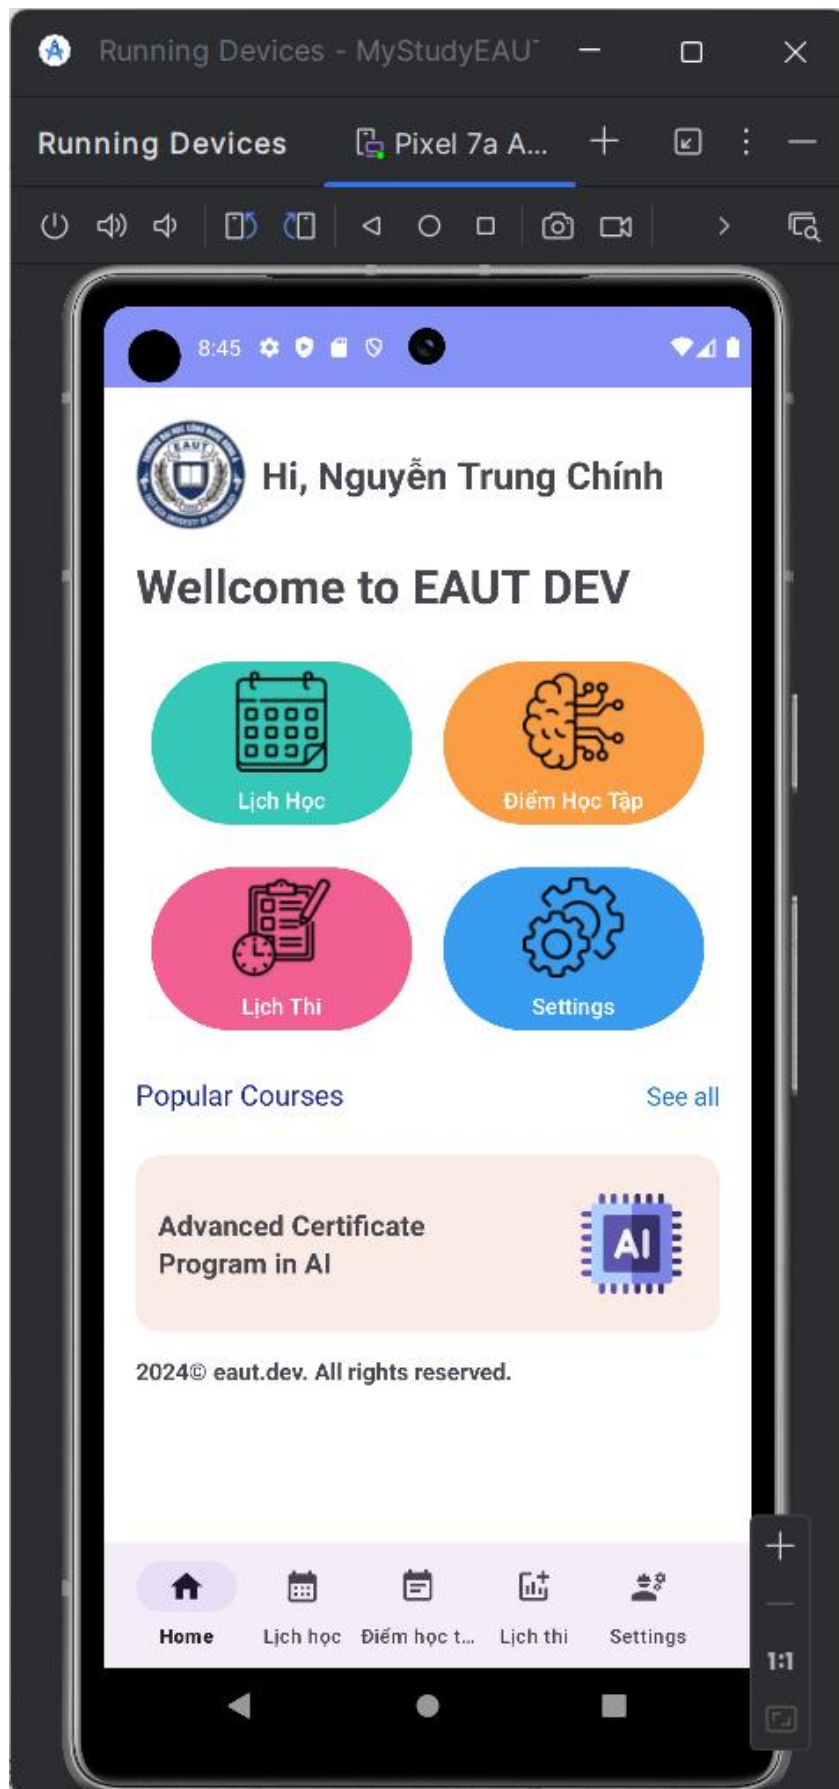 Running Devices - MyStudyEAUT
Running Devices
Pixel 7a A...
8:45
EAUT
Hi, Nguyễn Trung Chính
Wellcome to EAUT DEV
Lịch Học
Điểm Học Tập
Lịch Thi
Settings
Popular Courses
See all
Advanced Certificate
Program in AI
AI
2024© eaut.dev. All rights reserved.
Home
Lịch học
Điểm học t...
Lịch thi
Settings
1:1